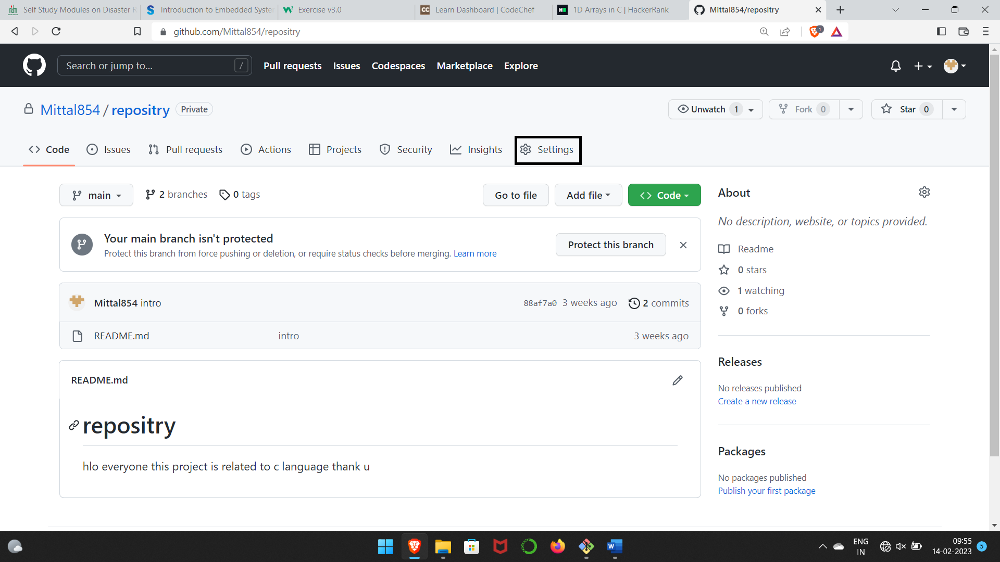 Self Study Modules on Disaster R
Introduction to Embedded Syste
Exercise v3.0
Learn Dashboard | CodeChef
1D Arrays in C | HackerRank
Mittal854/repositry
github.com/Mittal854/repositry
1
Search or jump to...
/
Pull requests
Issues
Codespaces
Marketplace
Explore
Mittal854 / repositry
Private
Unwatch 1
Fork 0
Star 0
Code
Issues
Pull requests
Actions
Projects
Security
Insights
Settings
main
2 branches
0 tags
Go to file
Add file
Code
Your main branch isn't protected
Protect this branch from force pushing or deletion, or require status checks before merging. Learn more
Protect this branch
Mittal854 intro
88af7a0 3 weeks ago
2 commits
README.md
intro
3 weeks ago
README.md
repositry
hlo everyone this project is related to c language thank u
About
No description, website, or topics provided.
Readme
0 stars
1 watching
0 forks
Releases
No releases published
Create a new release
Packages
No packages published
Publish your first package
ENG
IN
09:55
14-02-2023
5